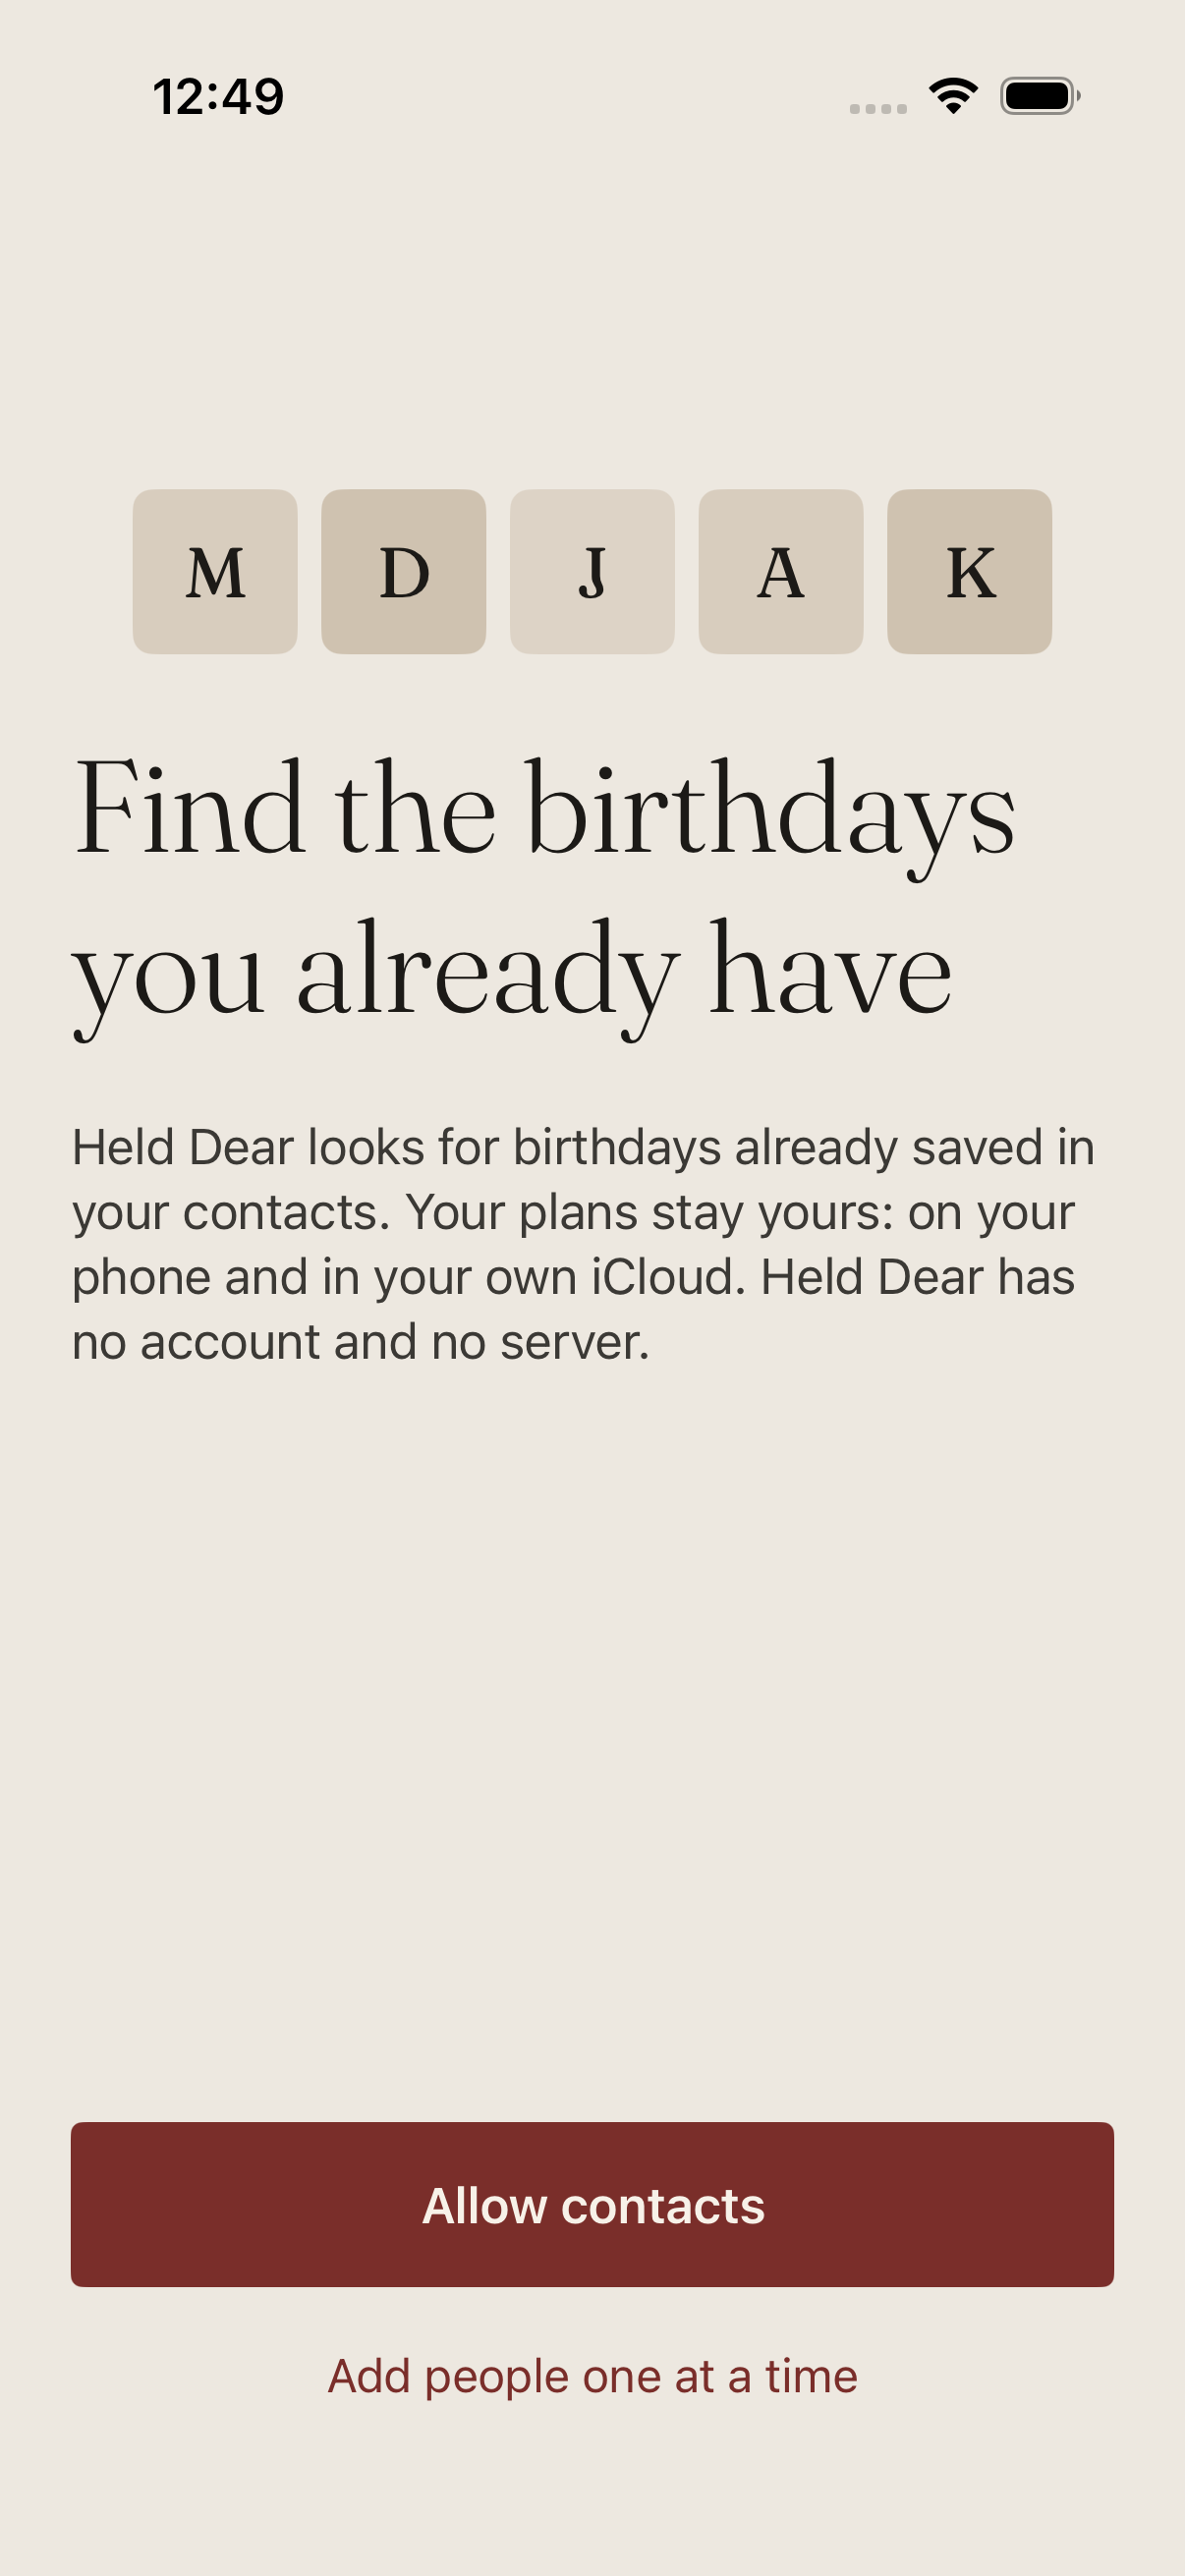 12:49
M D J A K
Find the birthdays
you already have
Held Dear looks for birthdays already saved in
your contacts. Your plans stay yours: on your
phone and in your own iCloud. Held Dear has
no account and no server.
Allow contacts
Add people one at a time